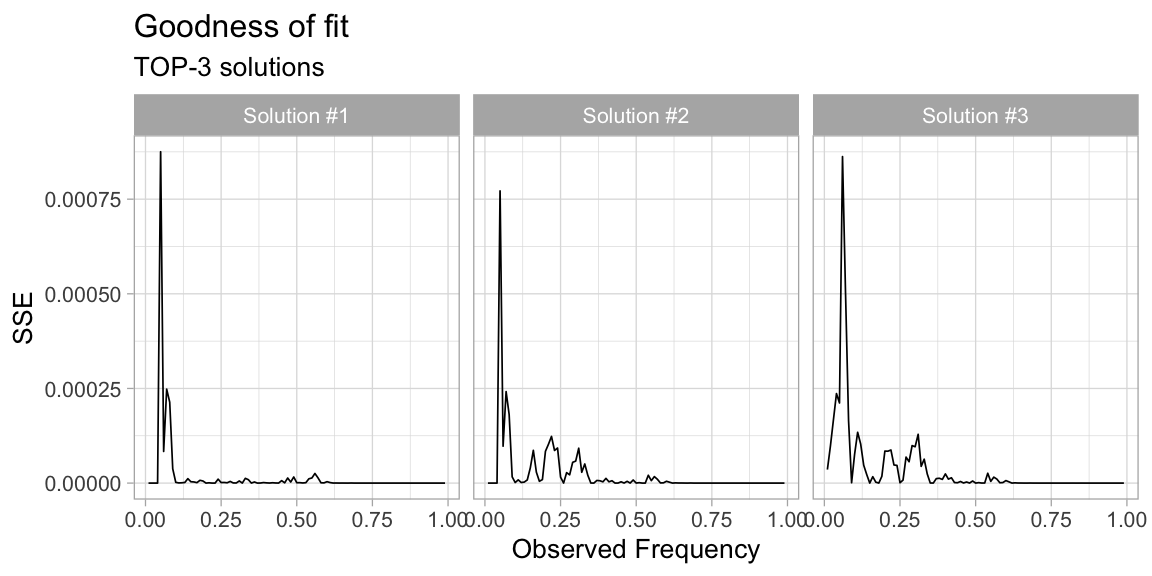 Goodness of fit
TOP-3 solutions
Solution #1 Solution #2 Solution #3
0.00075
0.00050
0.00025
0.00000
SSE
0.00 0.25 0.50 0.75 1.00 0.00 0.25 0.50 0.75 1.00 0.00 0.25 0.50 0.75 1.00
Observed Frequency